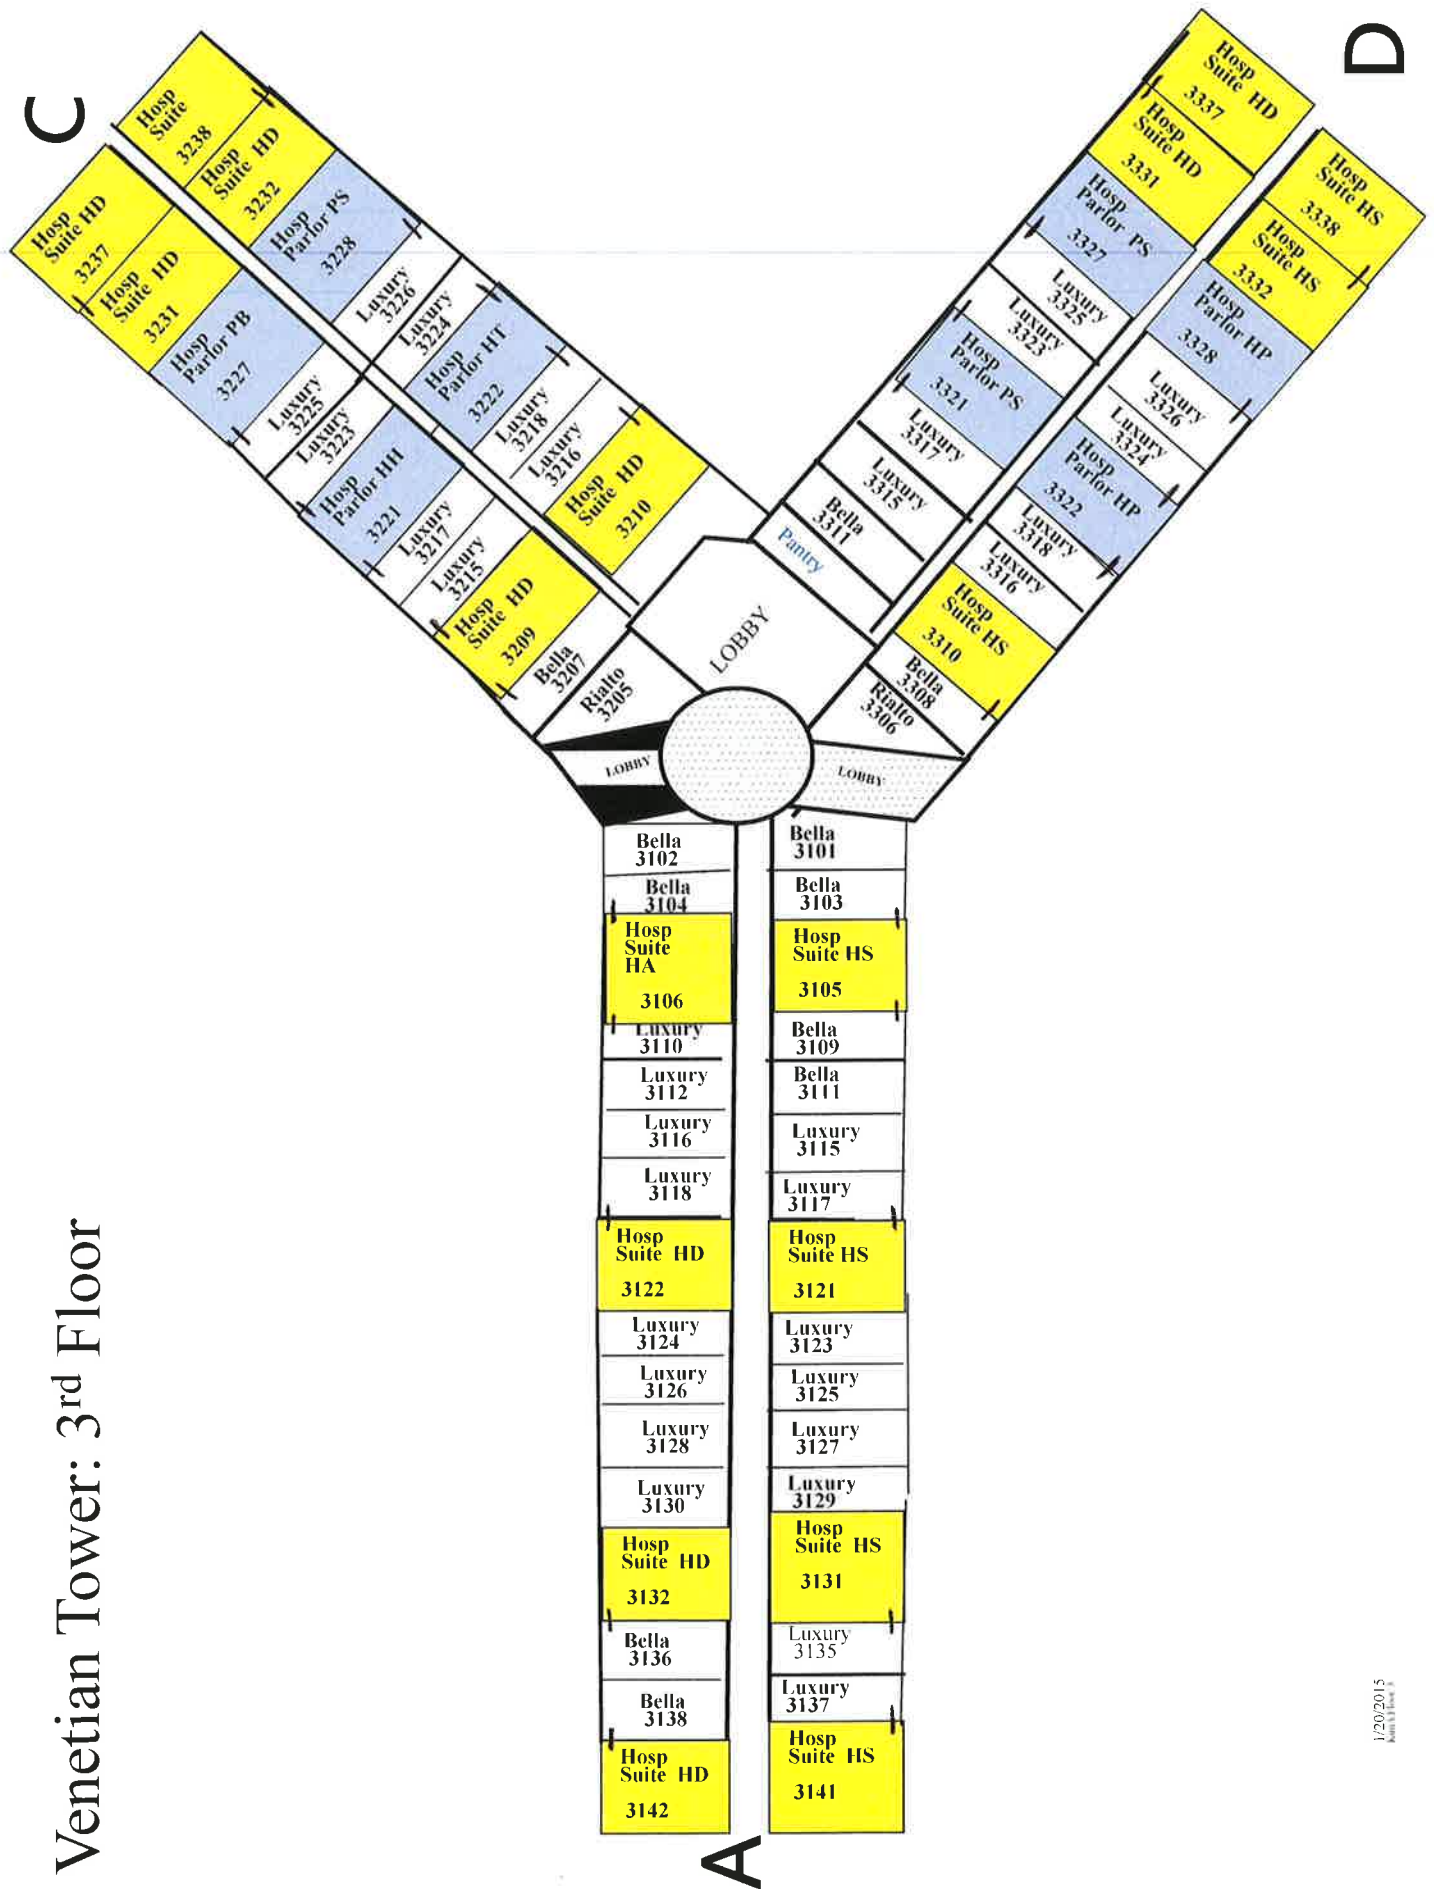 Venetian Tower: 3rd Floor
C
Hosp
Suite HD
3237
Hosp
Suite HD
3231
Hosp
Parlor PB
3227
Luxury
3225
Luxury
3223
Hosp
Parlor HH
3221
Luxury
3217
Luxury
3215
Hosp
Suite HD
3209
Bella
3207
Rialto
3205
Hosp
Suite
3238
Hosp
Suite HD
3232
Hosp
Parlor PS
3228
Luxury
3226
Luxury
3224
Hosp
Parlor HT
3222
Luxury
3218
Luxury
3216
Hosp
Suite HD
3210
LOBBY
LOBBY
LOBBY
D
Hosp
Suite HD
3337
Hosp
Suite HD
3331
Hosp
Parlor PS
3327
Luxury
3325
Luxury
3323
Hosp
Parlor PS
3321
Luxury
3317
Luxury
3315
Bella
3311
Pantry
Hosp
Suite HS
3338
Hosp
Suite HS
3332
Hosp
Parlor HP
3328
Luxury
3326
Luxury
3324
Hosp
Parlor HP
3322
Luxury
3318
Luxury
3316
Hosp
Suite HS
3310
Bella
3308
Rialto
3306
Bella
3102
Bella
3104
Hosp
Suite
HA
3106
Luxury
3110
Luxury
3112
Luxury
3116
Luxury
3118
Hosp
Suite HD
3122
Luxury
3124
Luxury
3126
Luxury
3128
Luxury
3130
Hosp
Suite HD
3132
Bella
3136
Bella
3138
Hosp
Suite HD
3142
Bella
3101
Bella
3103
Hosp
Suite HS
3105
Bella
3109
Bella
3111
Luxury
3115
Luxury
3117
Hosp
Suite HS
3121
Luxury
3123
Luxury
3125
Luxury
3127
Luxury
3129
Hosp
Suite HS
3131
Luxury
3135
Luxury
3137
Hosp
Suite HS
3141
A
1/20/2015